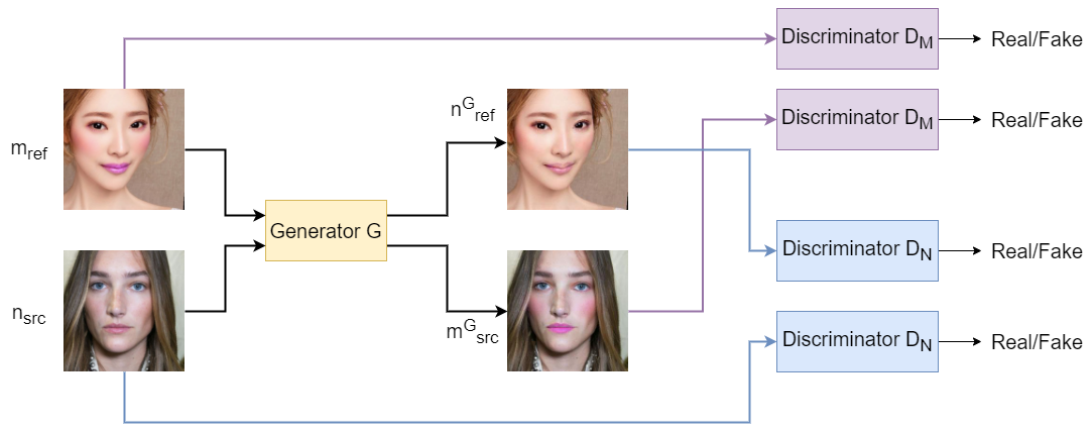 Discriminator D_M
Real/Fake
m_ref
n^G_ref
Discriminator D_M
Real/Fake
Generator G
n_src
m^G_src
Discriminator D_N
Real/Fake
Discriminator D_N
Real/Fake